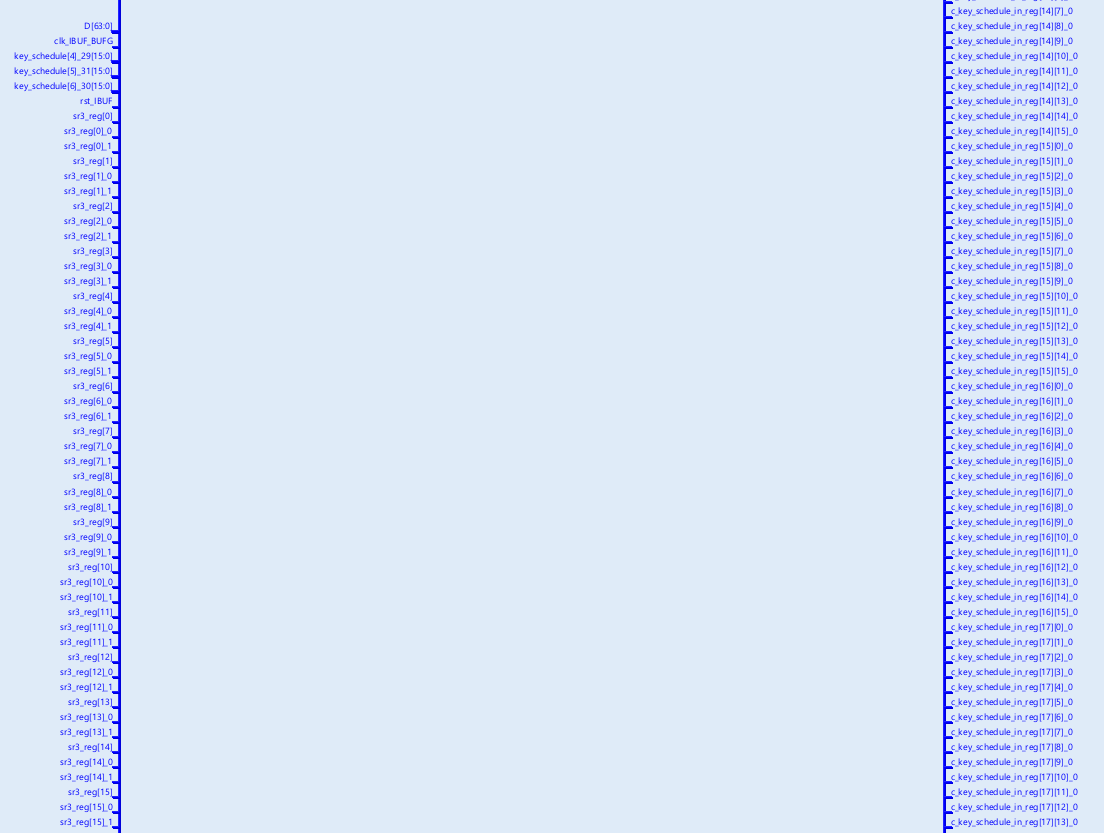 D[63:0]
clk_IBUF_BUFG
key_schedule[4]_29[15:0]
key_schedule[5]_31[15:0]
key_schedule[6]_30[15:0]
rst_IBUF
sr3_reg[0]
sr3_reg[0]_0
sr3_reg[0]_1
sr3_reg[1]
sr3_reg[1]_0
sr3_reg[1]_1
sr3_reg[2]
sr3_reg[2]_0
sr3_reg[2]_1
sr3_reg[3]
sr3_reg[3]_0
sr3_reg[3]_1
sr3_reg[4]
sr3_reg[4]_0
sr3_reg[4]_1
sr3_reg[5]
sr3_reg[5]_0
sr3_reg[5]_1
sr3_reg[6]
sr3_reg[6]_0
sr3_reg[6]_1
sr3_reg[7]
sr3_reg[7]_0
sr3_reg[7]_1
sr3_reg[8]
sr3_reg[8]_0
sr3_reg[8]_1
sr3_reg[9]
sr3_reg[9]_0
sr3_reg[9]_1
sr3_reg[10]
sr3_reg[10]_0
sr3_reg[10]_1
sr3_reg[11]
sr3_reg[11]_0
sr3_reg[11]_1
sr3_reg[12]
sr3_reg[12]_0
sr3_reg[12]_1
sr3_reg[13]
sr3_reg[13]_0
sr3_reg[13]_1
sr3_reg[14]
sr3_reg[14]_0
sr3_reg[14]_1
sr3_reg[15]
sr3_reg[15]_0
sr3_reg[15]_1
c_key_schedule_in_reg[14][7]_0
c_key_schedule_in_reg[14][8]_0
c_key_schedule_in_reg[14][9]_0
c_key_schedule_in_reg[14][10]_0
c_key_schedule_in_reg[14][11]_0
c_key_schedule_in_reg[14][12]_0
c_key_schedule_in_reg[14][13]_0
c_key_schedule_in_reg[14][14]_0
c_key_schedule_in_reg[14][15]_0
c_key_schedule_in_reg[15][0]_0
c_key_schedule_in_reg[15][1]_0
c_key_schedule_in_reg[15][2]_0
c_key_schedule_in_reg[15][3]_0
c_key_schedule_in_reg[15][4]_0
c_key_schedule_in_reg[15][5]_0
c_key_schedule_in_reg[15][6]_0
c_key_schedule_in_reg[15][7]_0
c_key_schedule_in_reg[15][8]_0
c_key_schedule_in_reg[15][9]_0
c_key_schedule_in_reg[15][10]_0
c_key_schedule_in_reg[15][11]_0
c_key_schedule_in_reg[15][12]_0
c_key_schedule_in_reg[15][13]_0
c_key_schedule_in_reg[15][14]_0
c_key_schedule_in_reg[15][15]_0
c_key_schedule_in_reg[16][0]_0
c_key_schedule_in_reg[16][1]_0
c_key_schedule_in_reg[16][2]_0
c_key_schedule_in_reg[16][3]_0
c_key_schedule_in_reg[16][4]_0
c_key_schedule_in_reg[16][5]_0
c_key_schedule_in_reg[16][6]_0
c_key_schedule_in_reg[16][7]_0
c_key_schedule_in_reg[16][8]_0
c_key_schedule_in_reg[16][9]_0
c_key_schedule_in_reg[16][10]_0
c_key_schedule_in_reg[16][11]_0
c_key_schedule_in_reg[16][12]_0
c_key_schedule_in_reg[16][13]_0
c_key_schedule_in_reg[16][14]_0
c_key_schedule_in_reg[16][15]_0
c_key_schedule_in_reg[17][0]_0
c_key_schedule_in_reg[17][1]_0
c_key_schedule_in_reg[17][2]_0
c_key_schedule_in_reg[17][3]_0
c_key_schedule_in_reg[17][4]_0
c_key_schedule_in_reg[17][5]_0
c_key_schedule_in_reg[17][6]_0
c_key_schedule_in_reg[17][7]_0
c_key_schedule_in_reg[17][8]_0
c_key_schedule_in_reg[17][9]_0
c_key_schedule_in_reg[17][10]_0
c_key_schedule_in_reg[17][11]_0
c_key_schedule_in_reg[17][12]_0
c_key_schedule_in_reg[17][13]_0